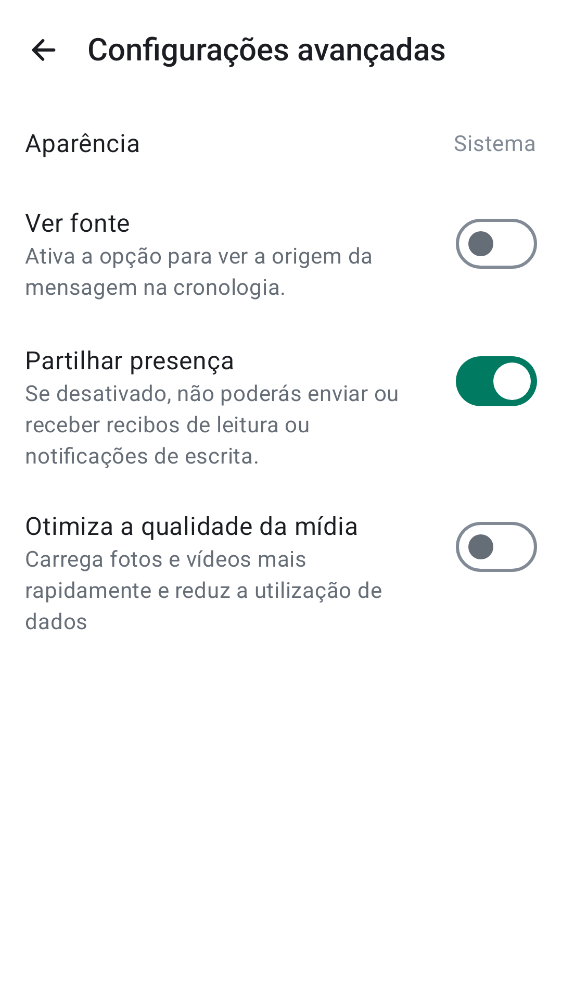 Configurações avançadas
Aparência
Sistema
Ver fonte
Ativa a opção para ver a origem da
mensagem na cronologia.
Partilhar presença
Se desativado, não poderás enviar ou
receber recibos de leitura ou
notificações de escrita.
Otimiza a qualidade da mídia
Carrega fotos e vídeos mais
rapidamente e reduz a utilização de
dados